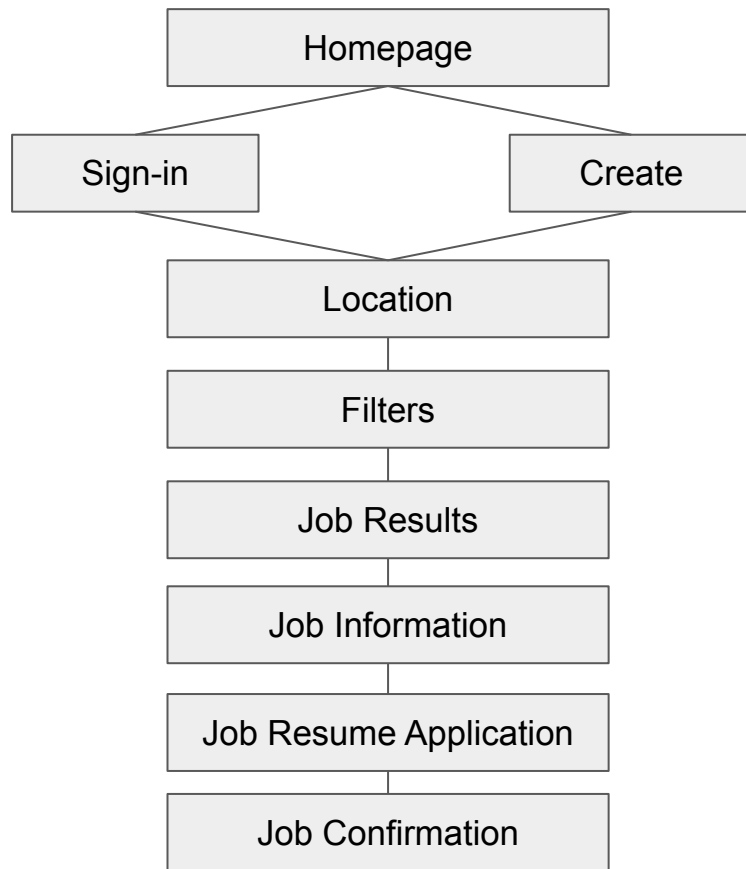 Homepage
Sign-in
Create
Location
Filters
Job Results
Job Information
Job Resume Application
Job Confirmation